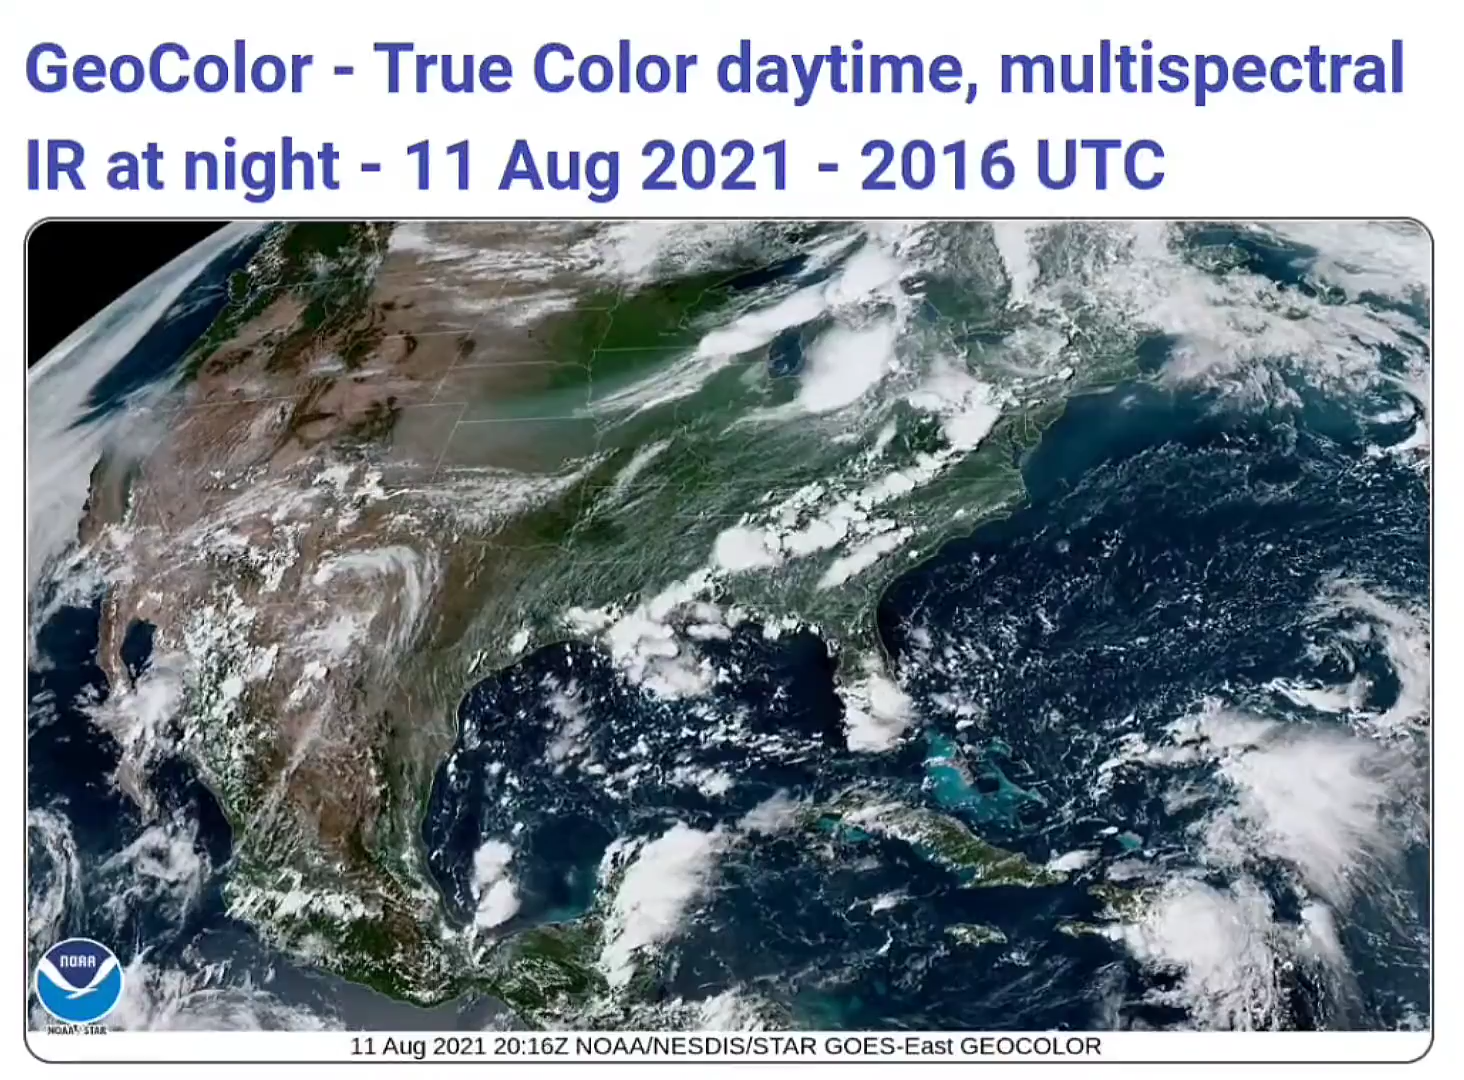 GeoColor - True Color daytime, multispectral
IR at night - 11 Aug 2021 - 2016 UTC
NOAA
NOAA STAR
11 Aug 2021 20:16Z NOAA/NESDIS/STAR GOES-East GEOCOLOR